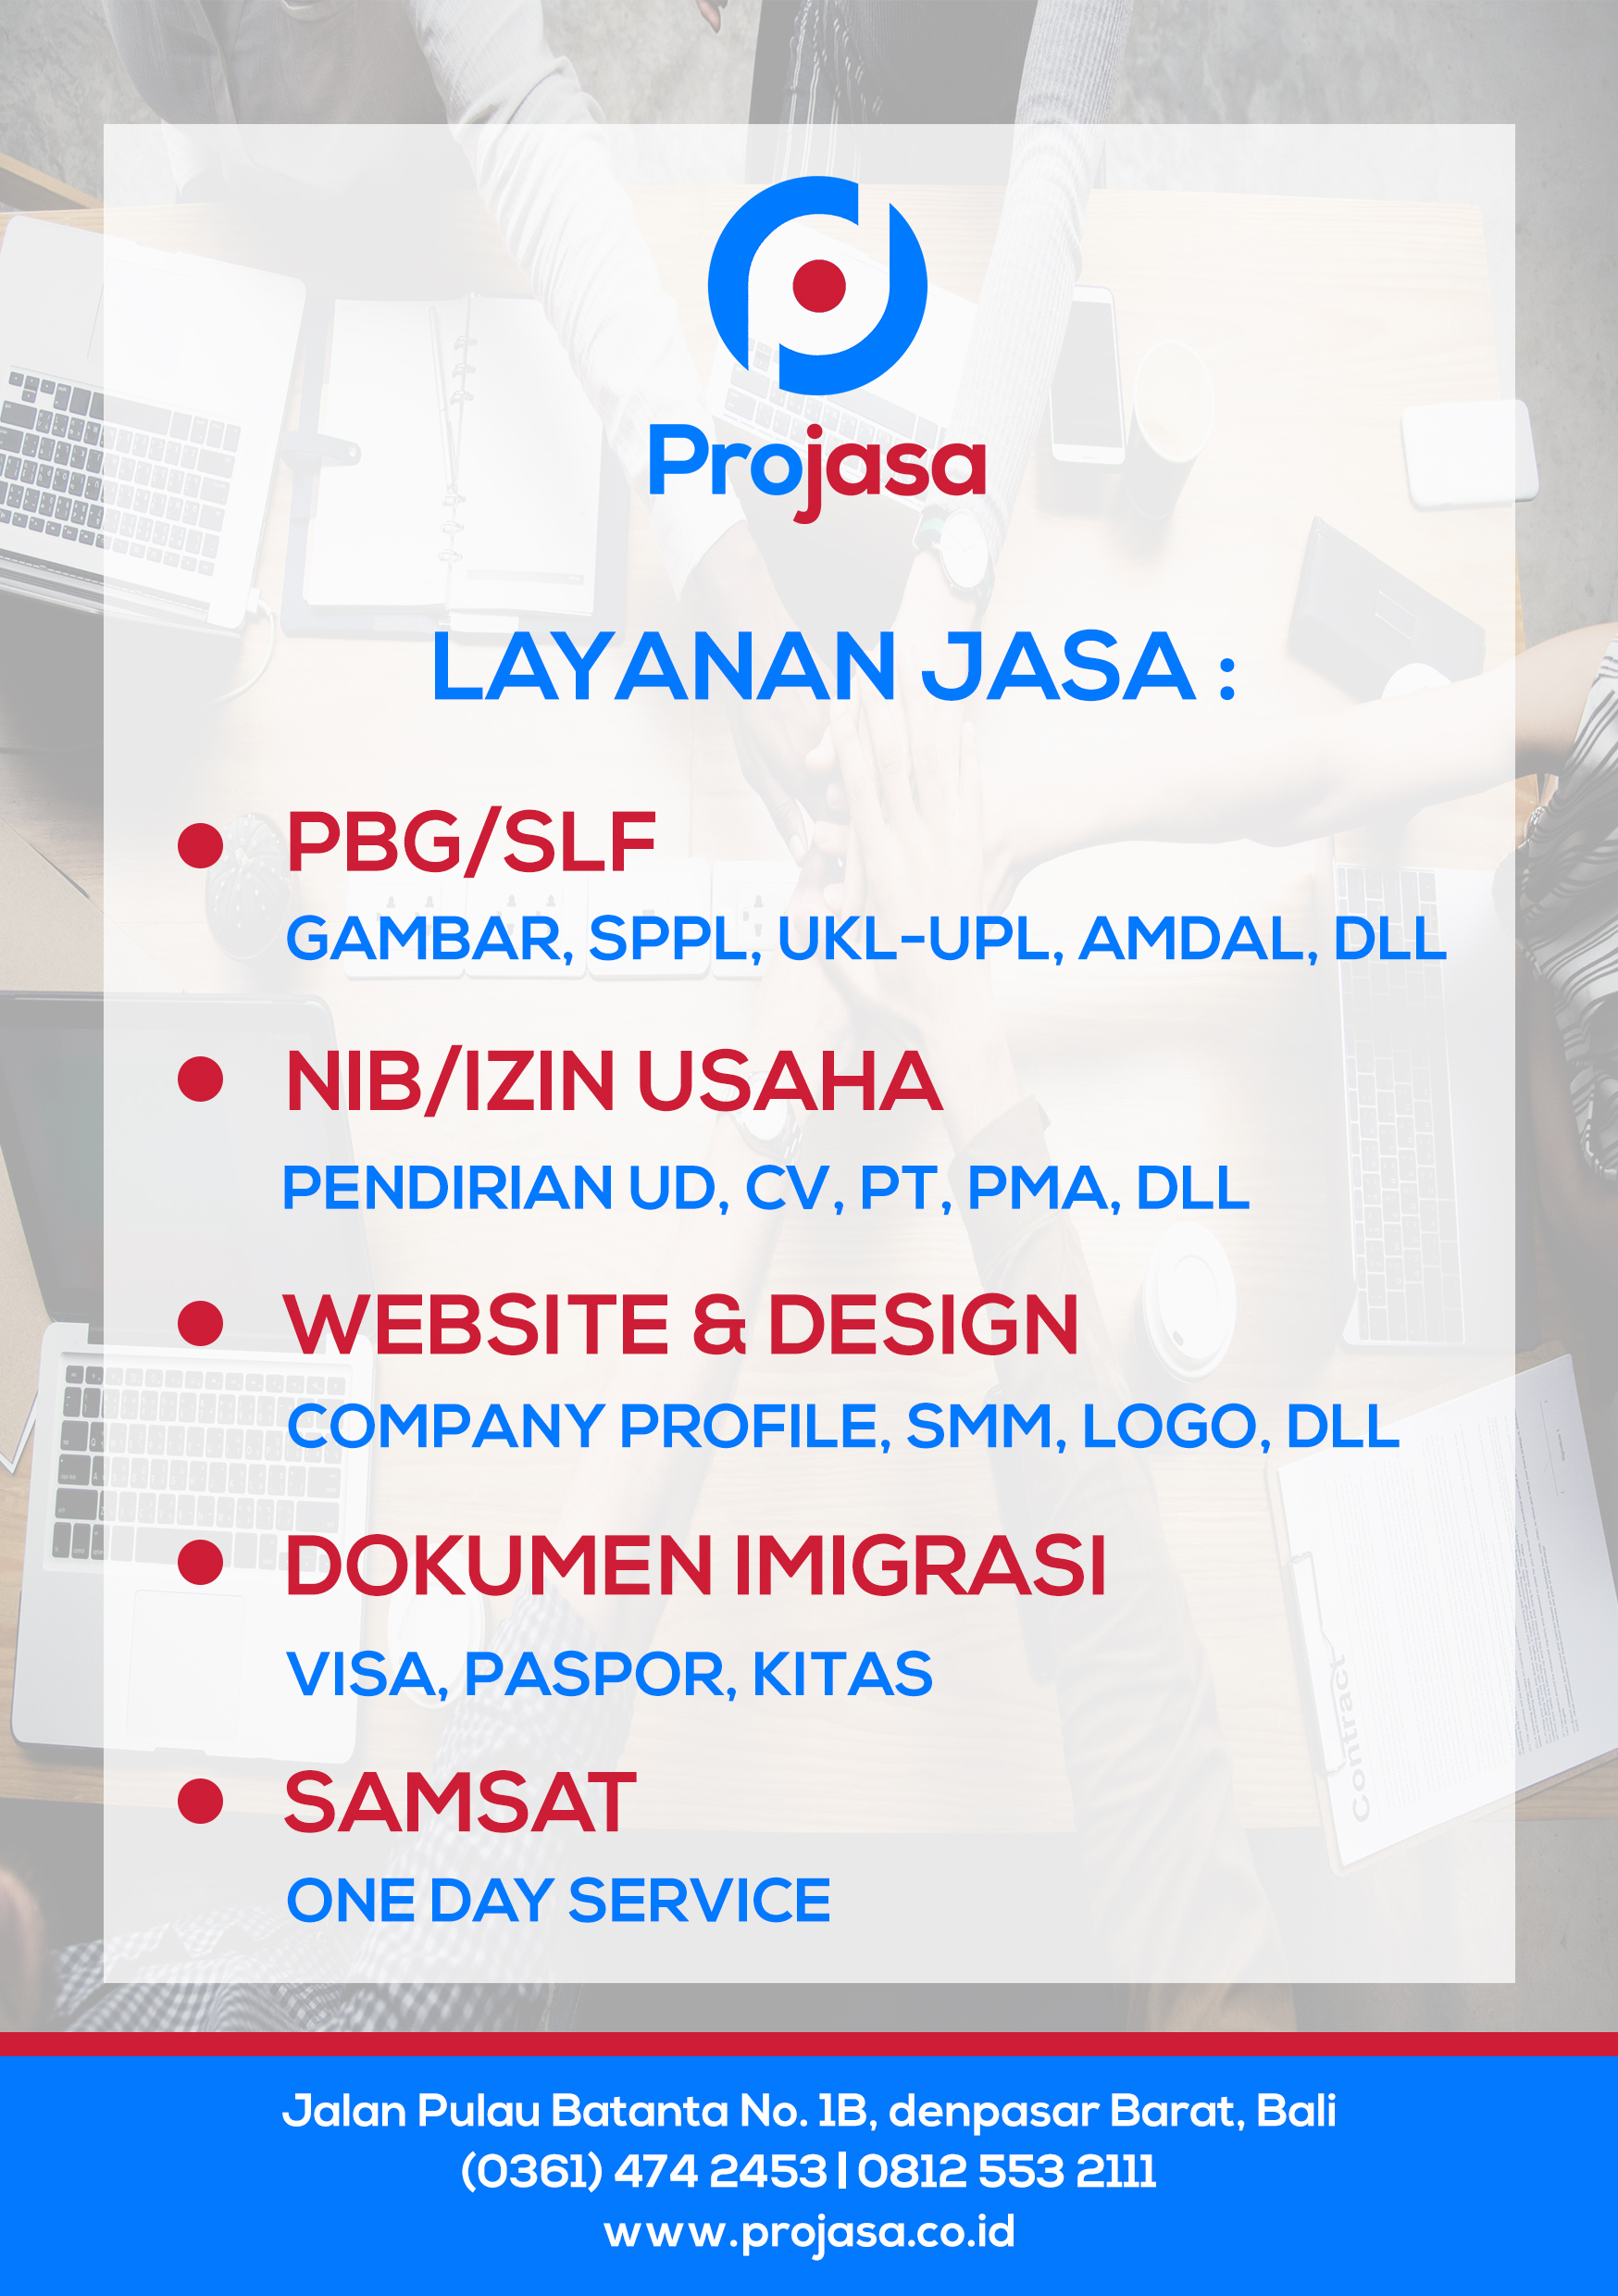 Projasa
LAYANAN JASA :
PBG/SLF
GAMBAR, SPPL, UKL-UPL, AMDAL, DLL
NIB/IZIN USAHA
PENDIRIAN UD, CV, PT, PMA, DLL
WEBSITE & DESIGN
COMPANY PROFILE, SMM, LOGO, DLL
DOKUMEN IMIGRASI
VISA, PASPOR, KITAS
Contract
SAMSAT
ONE DAY SERVICE
Jalan Pulau Batanta No. 1B, denpasar Barat, Bali
(0361) 474 2453 | 0812 553 2111
www.projasa.co.id